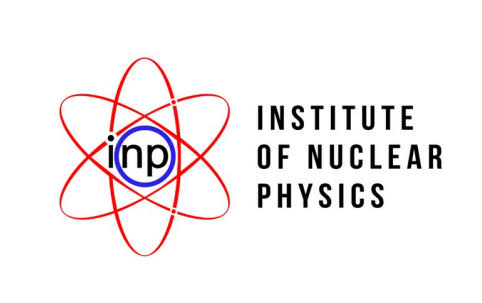 inp
INSTITUTE
OF NUCLEAR
PHYSICS